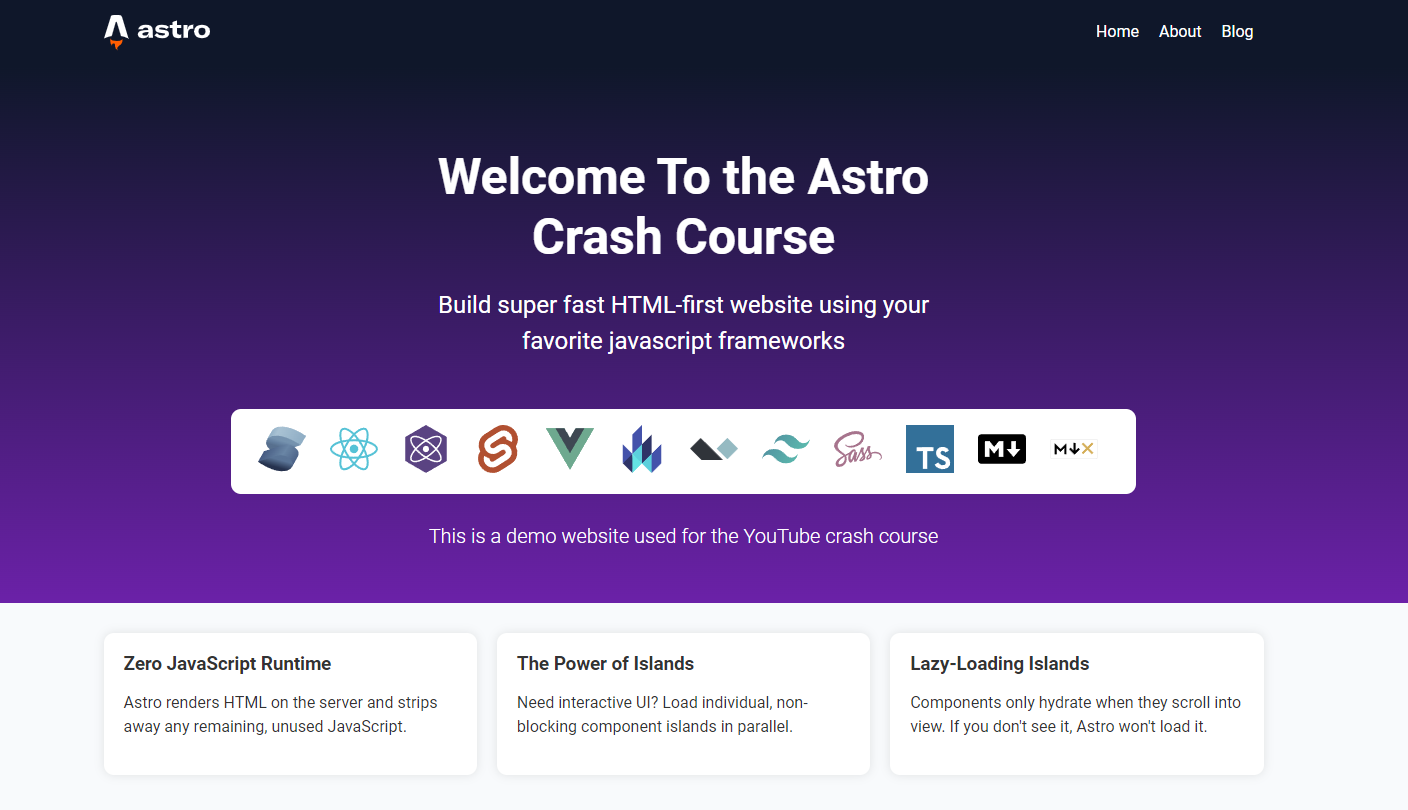 astro
Home About Blog
Welcome To the Astro
Crash Course
Build super fast HTML-first website using your
favorite javascript frameworks
Sass
TS
M
M X
This is a demo website used for the YouTube crash course
Zero JavaScript Runtime
Astro renders HTML on the server and strips
away any remaining, unused JavaScript.
The Power of Islands
Need interactive UI? Load individual, non-
blocking component islands in parallel.
Lazy-Loading Islands
Components only hydrate when they scroll into
view. If you don't see it, Astro won't load it.